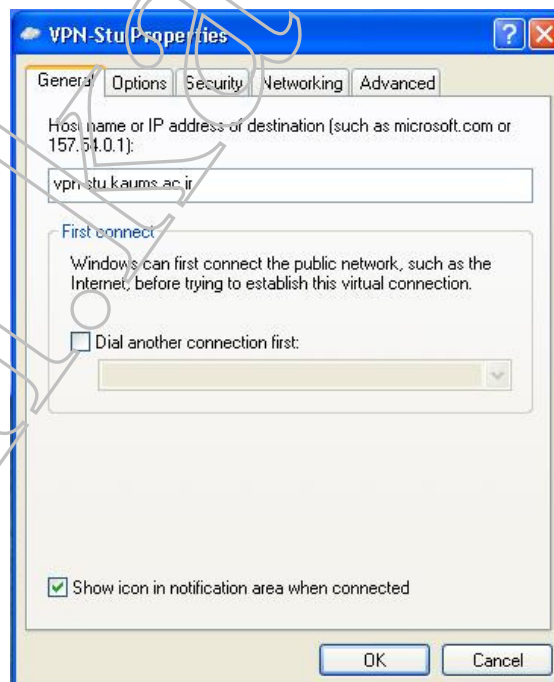 VPN-Stu Properties
General Options Security Networking Advanced
Host name or IP address of destination (such as microsoft.com or
157.54.0.1):
vpn-stu.kaums.ac.ir
First connect
Windows can first connect the public network, such as the
Internet, before trying to establish this virtual connection.
Dial another connection first:
Show icon in notification area when connected
OK Cancel